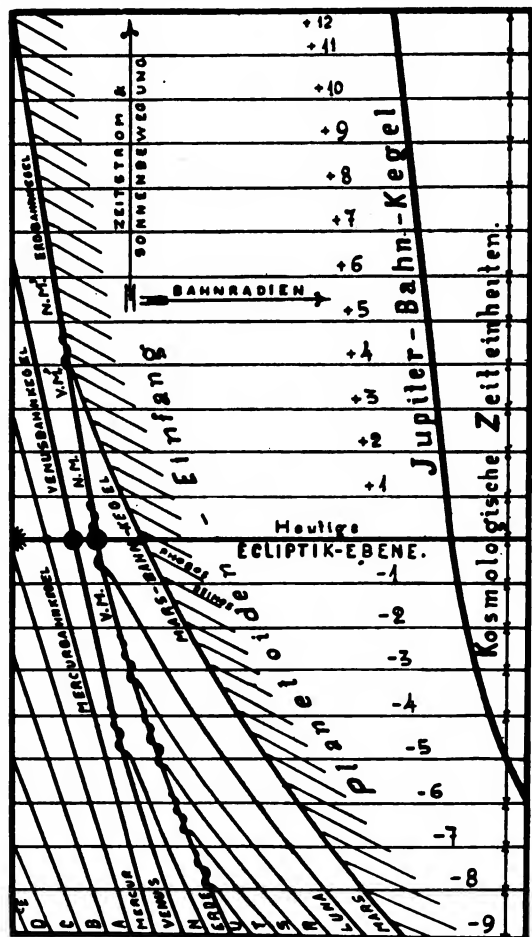 +12
+11
+10
+9
+8
+7
+6
+5
+4
+3
+2
+1
-1
-2
-3
-4
-5
-6
-7
-8
-9
ZEITSTROM &
SONNENBEWEGUNG
BAHNRADIEN
ERDBAHNKEGEL
N.M.
V.M.
N.M.
V.M.
VENUSBAHNKEGEL
MERCURBAHNKEGEL
MARS-BAHN-KEGEL
PHOBOS
DEIMOS
Planetoiden - Einfang
Heutige
ECLIPTIK-EBENE.
Jupiter-Bahn-Kegel
Kosmologische Zeiteinheiten.
D
C
B
A
MERCUR
VENUS
N
ERDE
U
T
S
R
LUNA
MARS